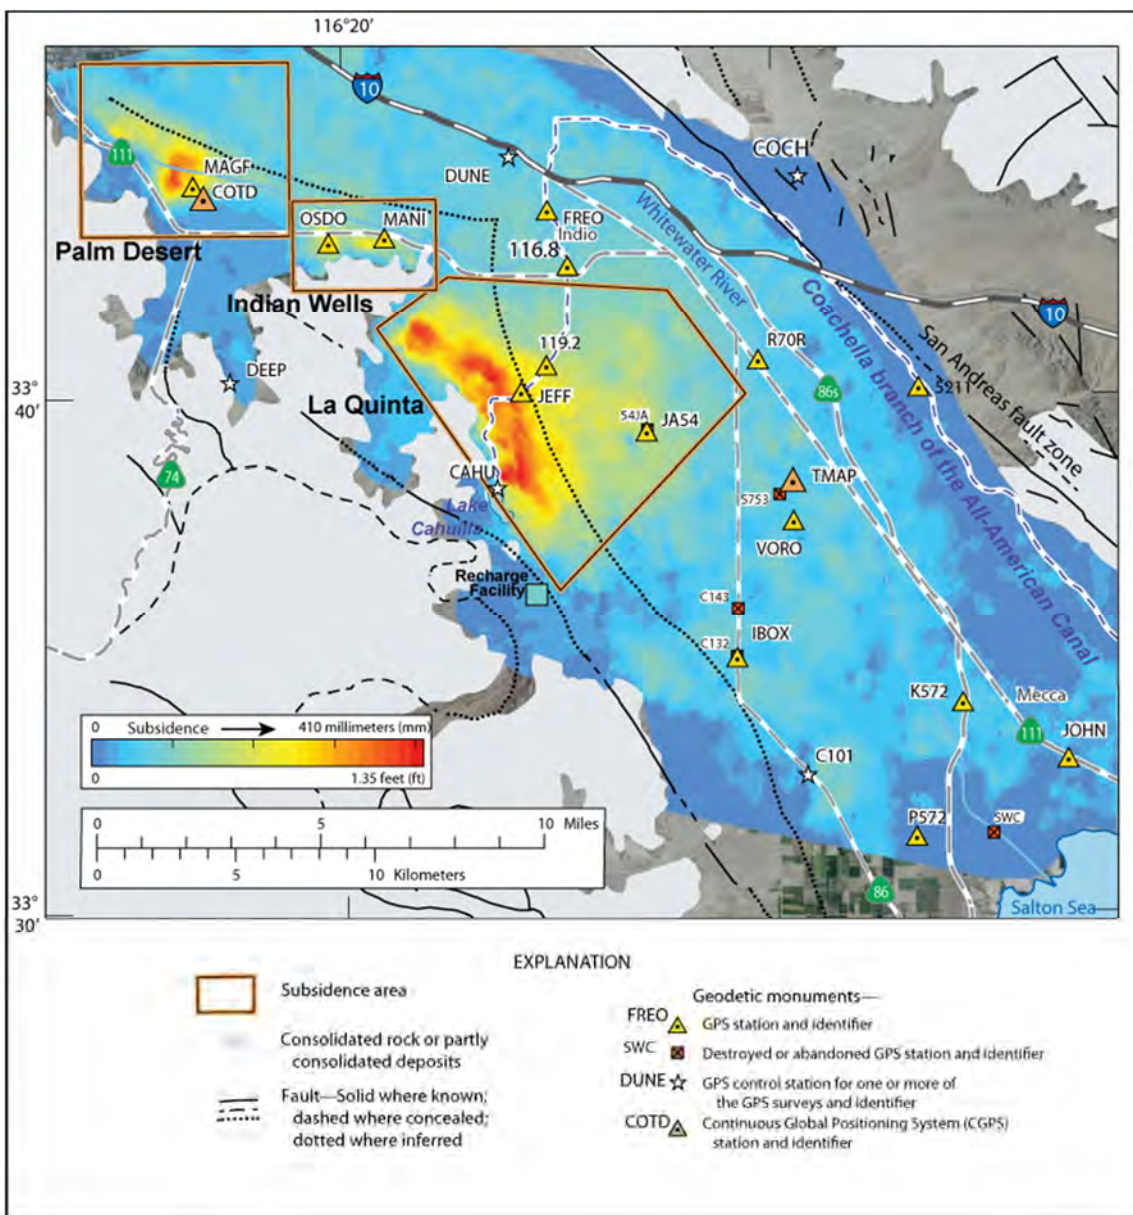 116°20'
10
COCH
111
MAGF
DUNE
COTD
FREO
OSDO
MANI
Indio
Whitewater River
Palm Desert
116.8
Indian Wells
Coachella branch of the All-American Canal
10
San Andreas fault zone
119.2
R70R
DEEP
33°
40'
JEFF
86s
S211
La Quinta
S4JA
JA54
CAHU
TMAP
74
S753
Lake
Cahuilla
VORO
Recharge
Facility
C143
C132
IBOX
K572
Mecca
0 Subsidence 410 millimeters (mm)
111
JOHN
0 1.35 feet (ft)
C101
0 5 10 Miles
P572
SWC
0 5 10 Kilometers
86
33°
30'
Salton Sea
EXPLANATION
Subsidence area
Consolidated rock or partly
consolidated deposits
Fault—Solid where known;
dashed where concealed;
dotted where inferred
Geodetic monuments—
FREO GPS station and identifier
SWC Destroyed or abandoned GPS station and identifier
DUNE GPS control station for one or more of
the GPS surveys and identifier
COTD Continuous Global Positioning System (CGPS)
station and identifier